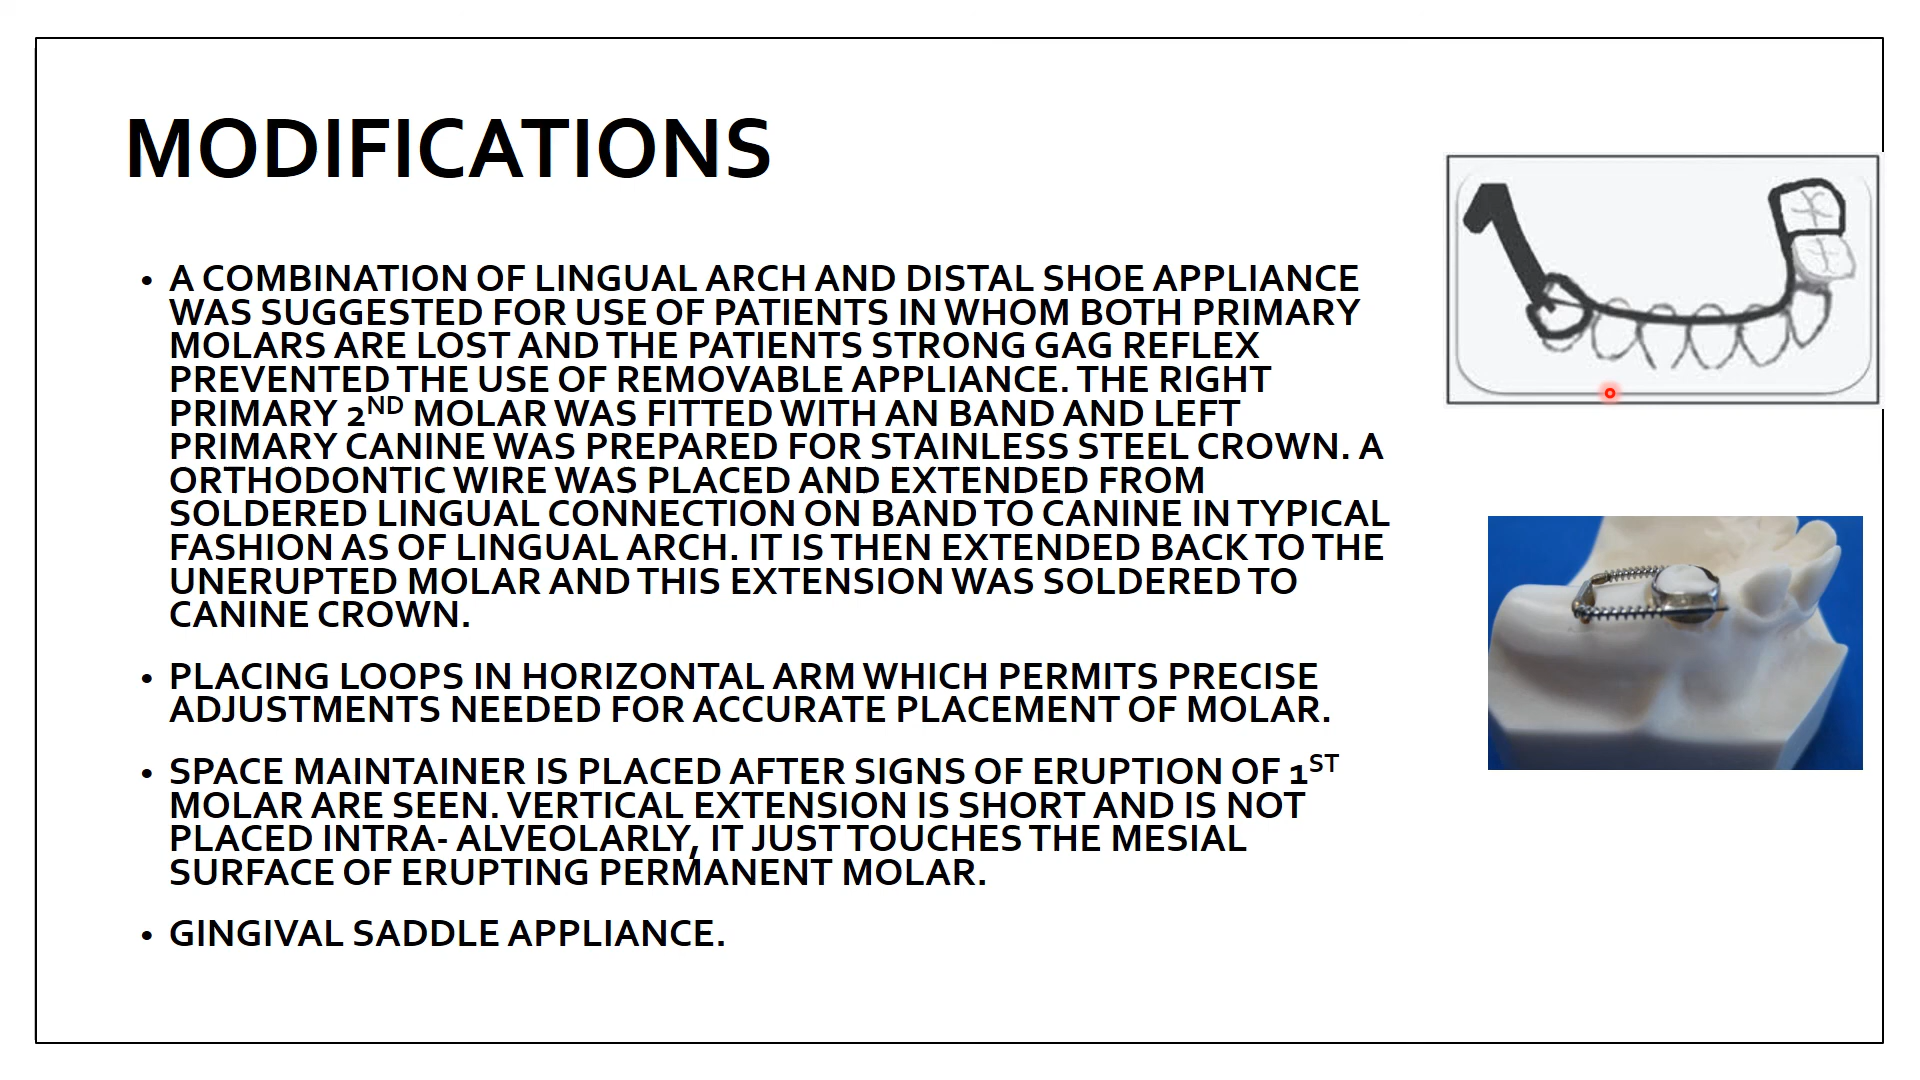 MODIFICATIONS
• A COMBINATION OF LINGUAL ARCH AND DISTAL SHOE APPLIANCE
WAS SUGGESTED FOR USE OF PATIENTS IN WHOM BOTH PRIMARY
MOLARS ARE LOST AND THE PATIENTS STRONG GAG REFLEX
PREVENTED THE USE OF REMOVABLE APPLIANCE. THE RIGHT
PRIMARY 2ND MOLAR WAS FITTED WITH AN BAND AND LEFT
PRIMARY CANINE WAS PREPARED FOR STAINLESS STEEL CROWN. A
ORTHODONTIC WIRE WAS PLACED AND EXTENDED FROM
SOLDERED LINGUAL CONNECTION ON BAND TO CANINE IN TYPICAL
FASHION AS OF LINGUAL ARCH. IT IS THEN EXTENDED BACK TO THE
UNERUPTED MOLAR AND THIS EXTENSION WAS SOLDERED TO
CANINE CROWN.
• PLACING LOOPS IN HORIZONTAL ARM WHICH PERMITS PRECISE
ADJUSTMENTS NEEDED FOR ACCURATE PLACEMENT OF MOLAR.
• SPACE MAINTAINER IS PLACED AFTER SIGNS OF ERUPTION OF 1ST
MOLAR ARE SEEN. VERTICAL EXTENSION IS SHORT AND IS NOT
PLACED INTRA- ALVEOLARLY, IT JUST TOUCHES THE MESIAL
SURFACE OF ERUPTING PERMANENT MOLAR.
• GINGIVAL SADDLE APPLIANCE.